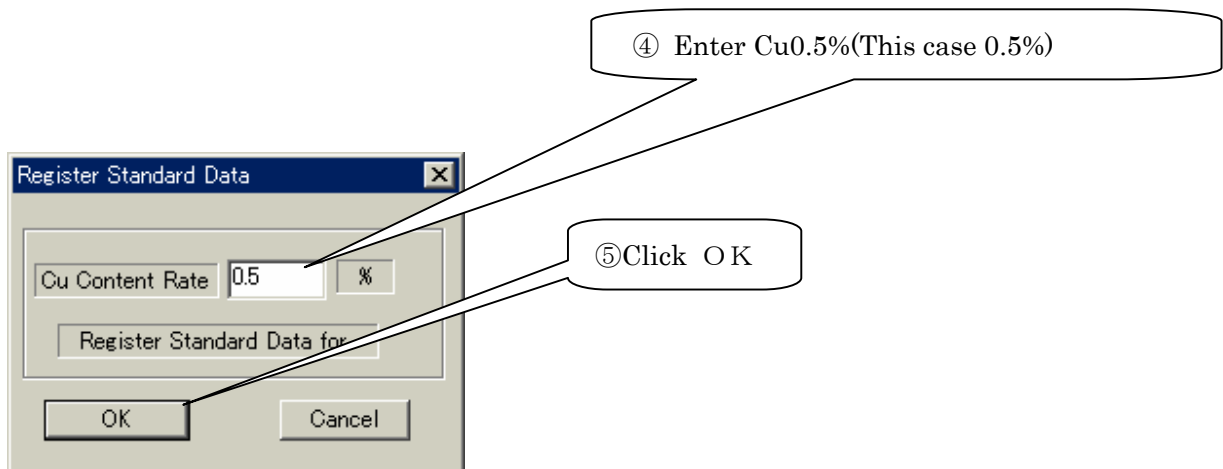 ④ Enter Cu0.5%(This case 0.5%)
Register Standard Data
⑤Click ＯＫ
Cu Content Rate 0.5 %
Register Standard Data for
OK Cancel